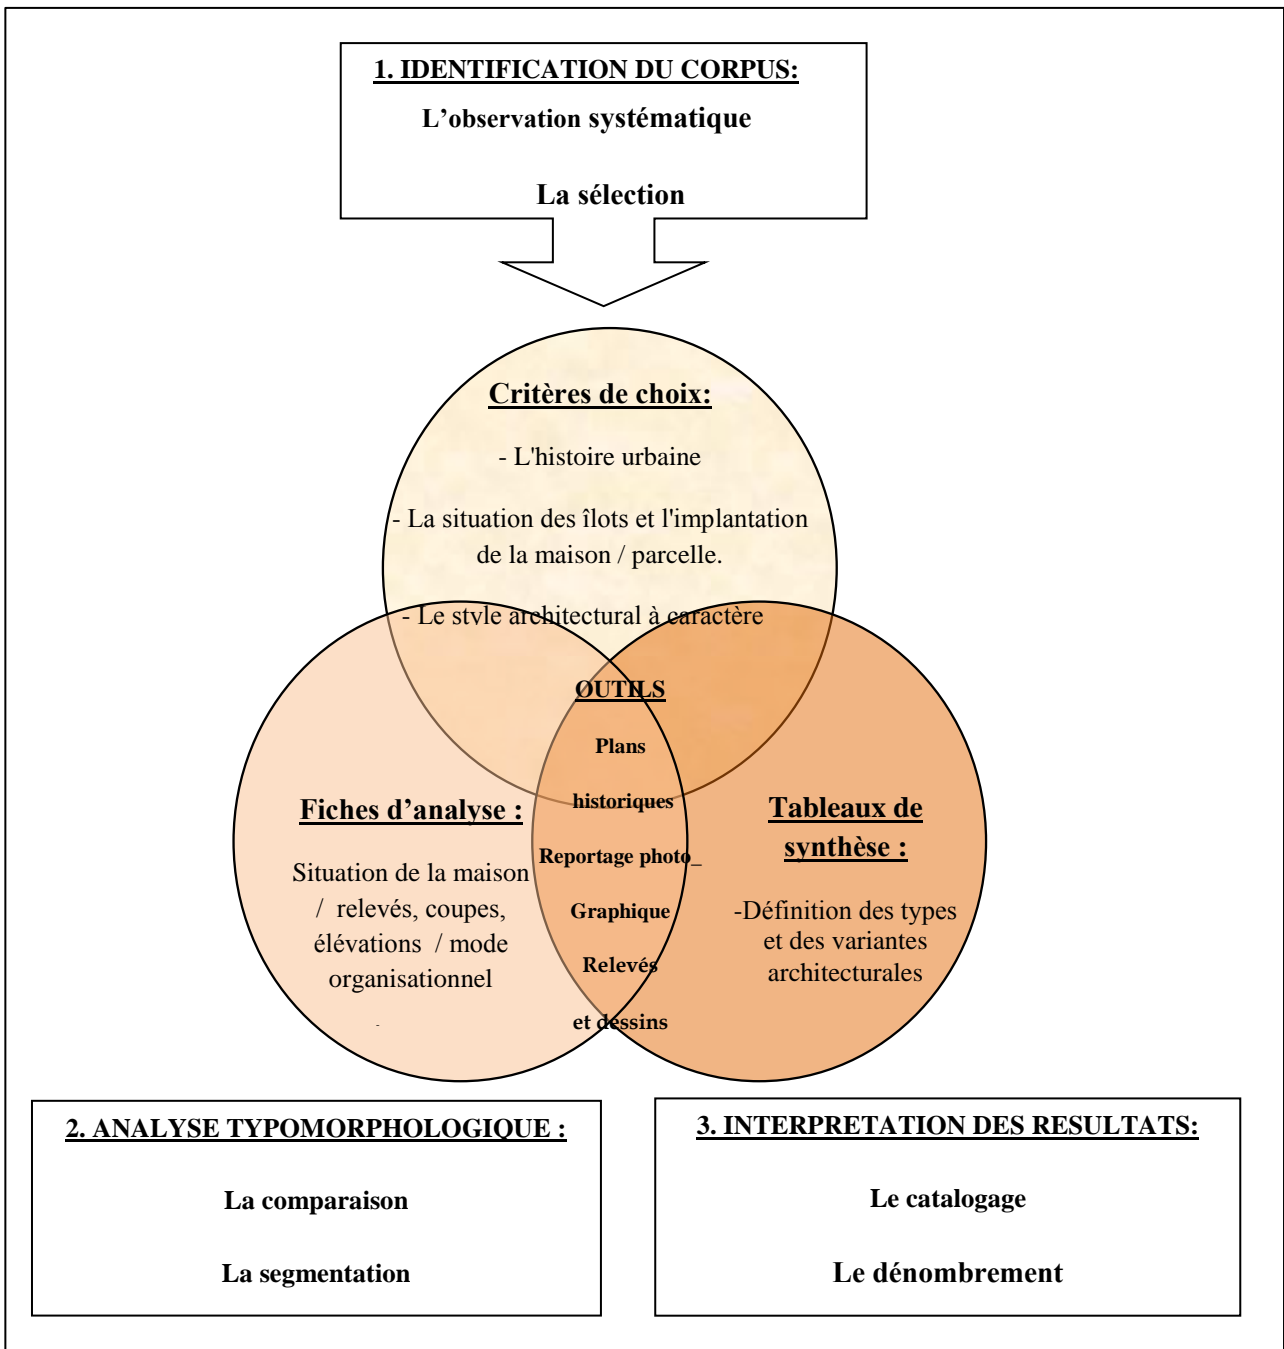 1. IDENTIFICATION DU CORPUS:
L’observation systématique
La sélection
Critères de choix:
- L'histoire urbaine
- La situation des îlots et l'implantation
de la maison / parcelle.
- Le style architectural à caractère
OUTILS
Plans
historiques
Reportage photo_
Graphique
Relevés
et dessins
Fiches d’analyse :
Situation de la maison
/ relevés, coupes,
élévations / mode
organisationnel
Tableaux de
synthèse :
-Définition des types
et des variantes
architecturales
2. ANALYSE TYPOMORPHOLOGIQUE :
La comparaison
La segmentation
3. INTERPRETATION DES RESULTATS:
Le catalogage
Le dénombrement